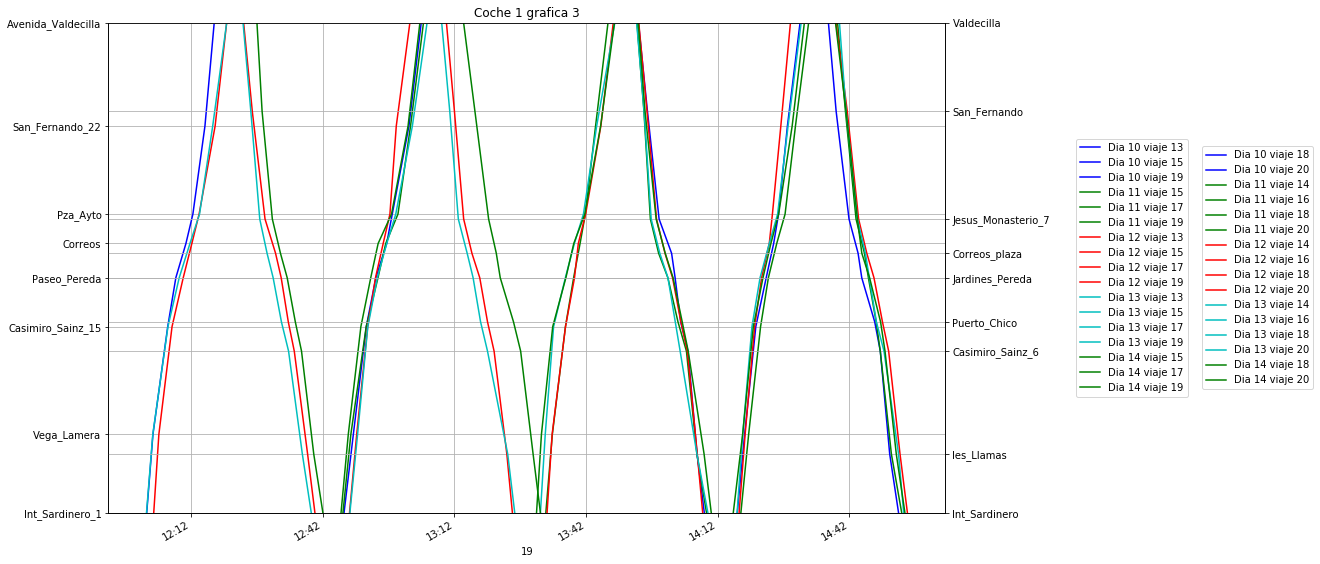 Coche 1 grafica 3
Avenida_Valdecilla
San_Fernando_22
Pza_Ayto
Correos
Paseo_Pereda
Casimiro_Sainz_15
Vega_Lamera
Int_Sardinero_1
Valdecilla
San_Fernando
Jesus_Monasterio_7
Correos_plaza
Jardines_Pereda
Puerto_Chico
Casimiro_Sainz_6
Ies_Llamas
Int_Sardinero
12:12
12:42
13:12
13:42
14:12
14:42
19
Dia 10 viaje 13
Dia 10 viaje 15
Dia 10 viaje 19
Dia 11 viaje 15
Dia 11 viaje 17
Dia 11 viaje 19
Dia 12 viaje 13
Dia 12 viaje 15
Dia 12 viaje 17
Dia 12 viaje 19
Dia 13 viaje 13
Dia 13 viaje 15
Dia 13 viaje 17
Dia 13 viaje 19
Dia 14 viaje 15
Dia 14 viaje 17
Dia 14 viaje 19
Dia 10 viaje 18
Dia 10 viaje 20
Dia 11 viaje 14
Dia 11 viaje 16
Dia 11 viaje 18
Dia 11 viaje 20
Dia 12 viaje 14
Dia 12 viaje 16
Dia 12 viaje 18
Dia 12 viaje 20
Dia 13 viaje 14
Dia 13 viaje 16
Dia 13 viaje 18
Dia 13 viaje 20
Dia 14 viaje 18
Dia 14 viaje 20